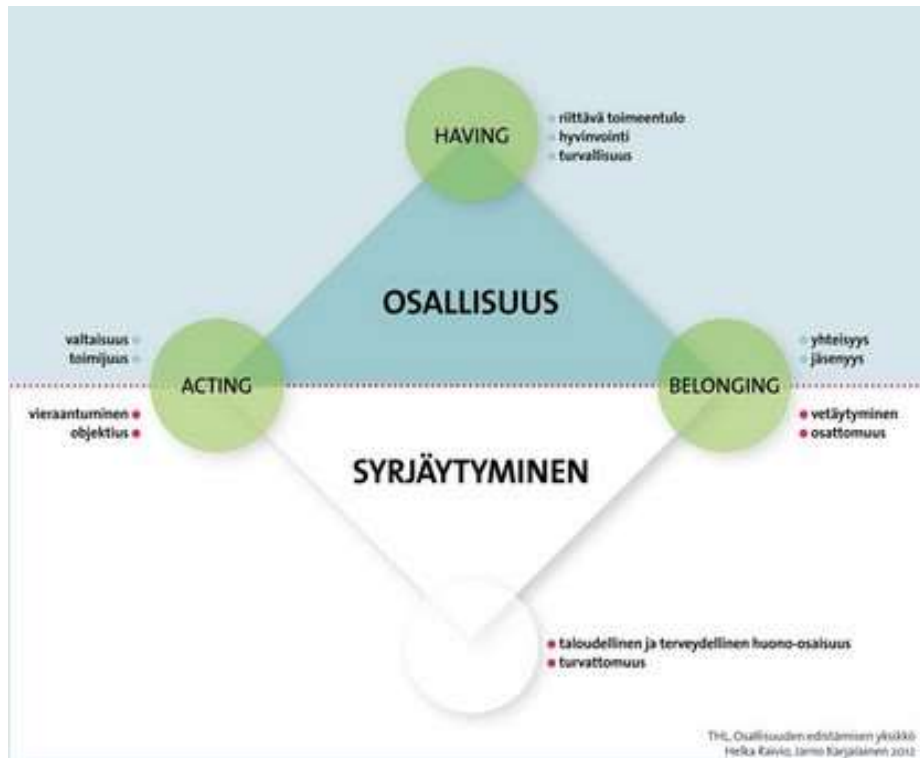 HAVING
riittävä toimeentulo
hyvinvointi
turvallisuus
OSALLISUUS
valtaisuus
toimijuus
ACTING
BELONGING
yhteisyys
jäsenyys
vieraantuminen
objektius
vetäytyminen
osattomuus
SYRJÄYTYMINEN
taloudellinen ja terveydellinen huono-osaisuus
turvattomuus
THL, Osallisuuden edistämisen yksikkö
Helka Raivio, Jarno Karjalainen 2012